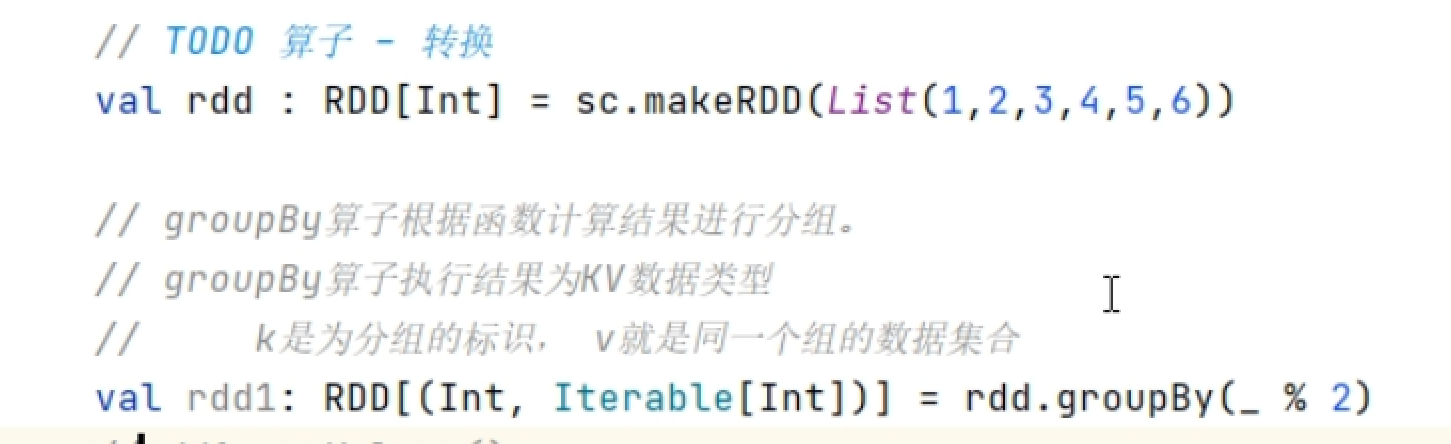 // TODO 算子 - 转换
val rdd : RDD[Int] = sc.makeRDD(List(1,2,3,4,5,6))
// groupBy算子根据函数计算结果进行分组。
// groupBy算子执行结果为KV数据类型
//     k是为分组的标识， v就是同一个组的数据集合
val rdd1: RDD[(Int, Iterable[Int])] = rdd.groupBy(_ % 2)